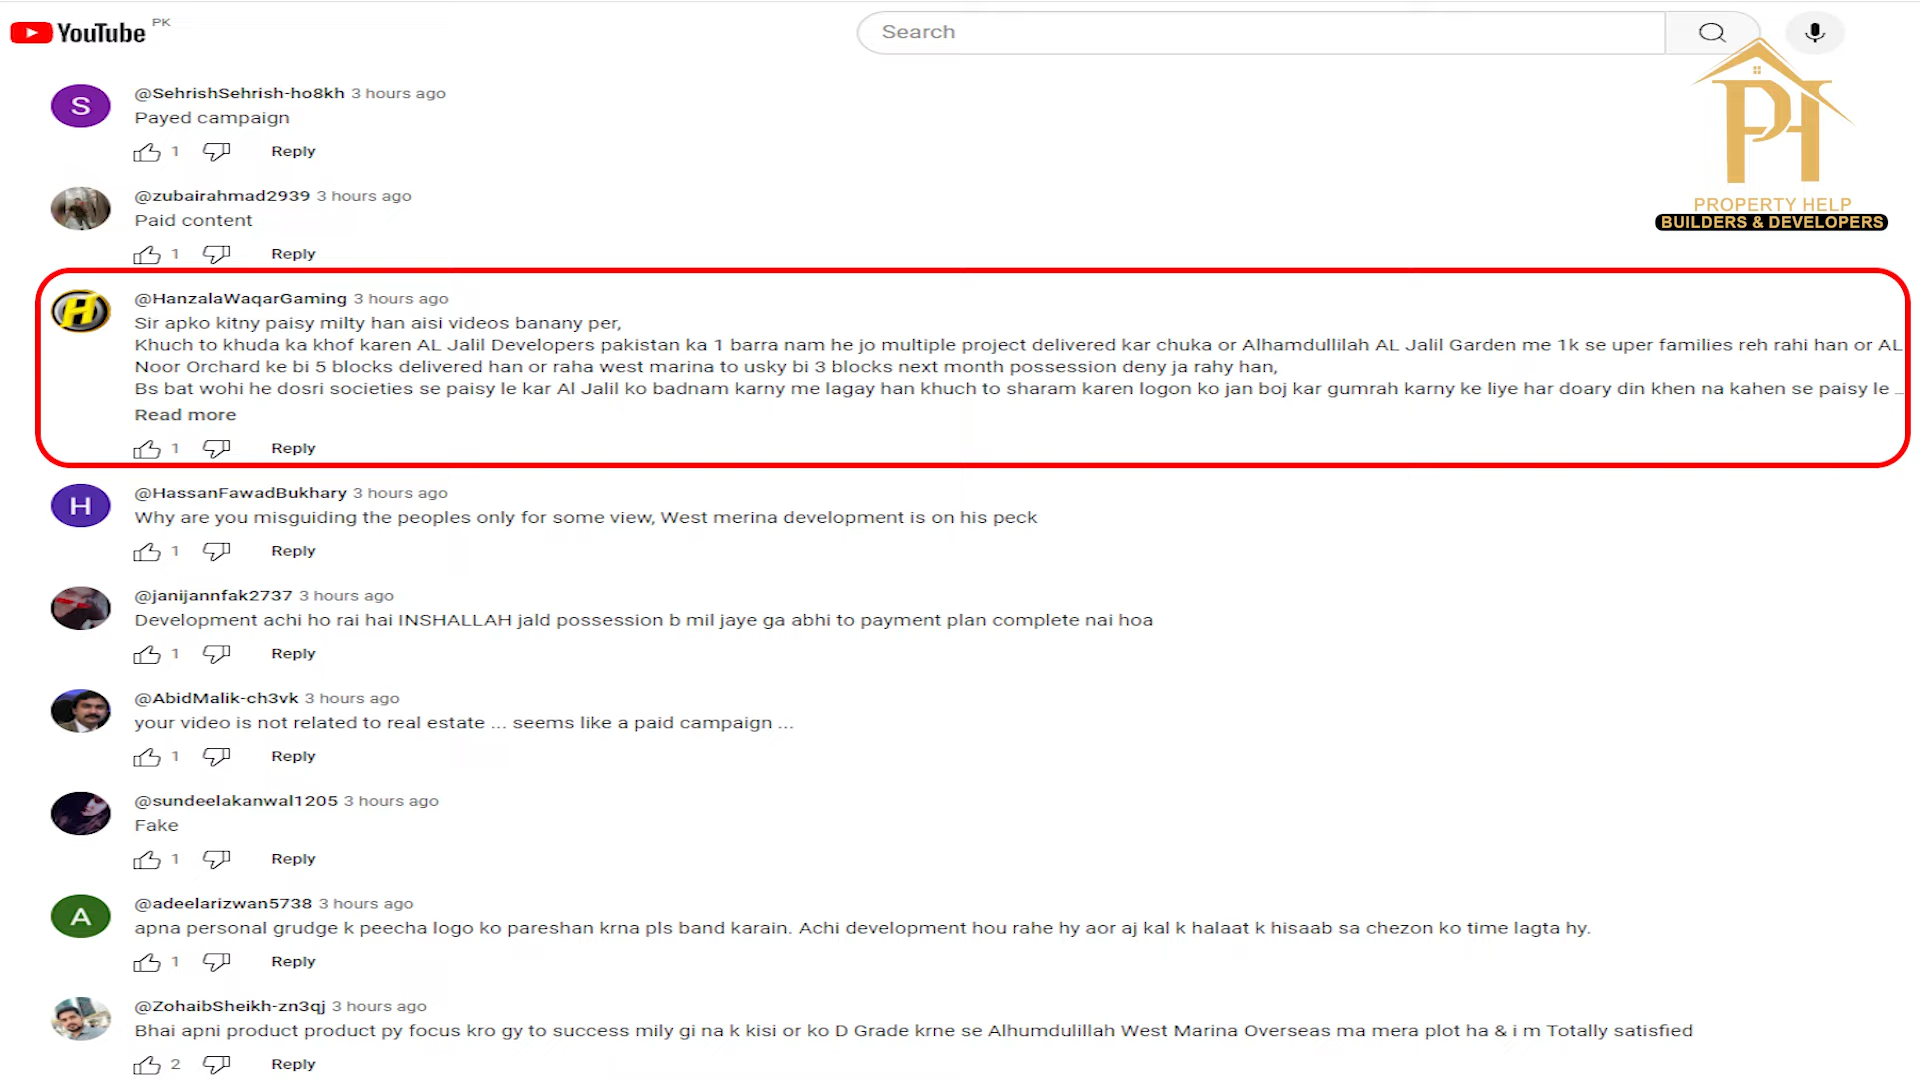 YouTube PK
Search
S
@SehrishSehrish-ho8kh 3 hours ago
Payed campaign
1 Reply
@zubairahmad2939 3 hours ago
Paid content
1 Reply
PH
PROPERTY HELP
BUILDERS & DEVELOPERS
H
@HanzalaWaqarGaming 3 hours ago
Sir apko kitny paisy milty han aisi videos banany per,
Khuch to khuda ka khof karen AL Jalil Developers pakistan ka 1 barra nam he jo multiple project delivered kar chuka or Alhamdullilah AL Jalil Garden me 1k se uper families reh rahi han or AL
Noor Orchard ke bi 5 blocks delivered han or raha west marina to usky bi 3 blocks next month possession deny ja rahy han,
Bs bat wohi he dosri societies se paisy le kar Al Jalil ko badnam karny me lagay han khuch to sharam karen logon ko jan boj kar gumrah karny ke liye har doary din khen na kahen se paisy le ...
Read more
1 Reply
H
@HassanFawadBukhary 3 hours ago
Why are you misguiding the peoples only for some view, West merina development is on his peck
1 Reply
@janijannfak2737 3 hours ago
Development achi ho rai hai INSHALLAH jald possession b mil jaye ga abhi to payment plan complete nai hoa
1 Reply
@AbidMalik-ch3vk 3 hours ago
your video is not related to real estate ... seems like a paid campaign ...
1 Reply
@sundeelakanwal1205 3 hours ago
Fake
1 Reply
A
@adeelarizwan5738 3 hours ago
apna personal grudge k peecha logo ko pareshan krna pls band karain. Achi development hou rahe hy aor aj kal k halaat k hisaab sa chezon ko time lagta hy.
1 Reply
@ZohaibSheikh-zn3qj 3 hours ago
Bhai apni product product py focus kro gy to success mily gi na k kisi or ko D Grade krne se Alhumdulillah West Marina Overseas ma mera plot ha & i m Totally satisfied
2 Reply